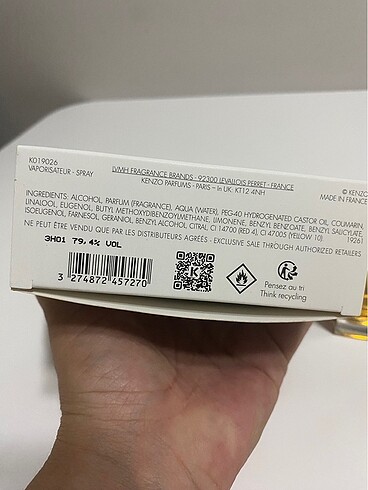 K019026
VAPORISATEUR - SPRAY
LVMH FRAGRANCE BRANDS - 92300 LEVALLOIS PERRET - FRANCE
KENZO PARFUMS - PARIS – In UK: KT12 4NH
© KENZO
MADE IN FRANCE
INGREDIENTS: ALCOHOL, PARFUM (FRAGRANCE), AQUA (WATER), PEG-40 HYDROGENATED CASTOR OIL, COUMARIN,
LINALOOL, EUGENOL, BUTYL METHOXYDIBENZOYLMETHANE, LIMONENE, BENZYL BENZOATE, BENZYL SALICYLATE,
ISOEUGENOL, FARNESOL, GERANIOL, BENZYL ALCOHOL, CITRAL, CI 14700 (RED 4), CI 47005 (YELLOW 10).
19261
NE PEUT ÊTRE VENDU QUE PAR LES DISTRIBUTEURS AGRÉÉS - EXCLUSIVE SALE THROUGH AUTHORIZED RETAILERS
3H01 79,4% VOL
3 274872 457270
K
Pensez au tri
Think recycling